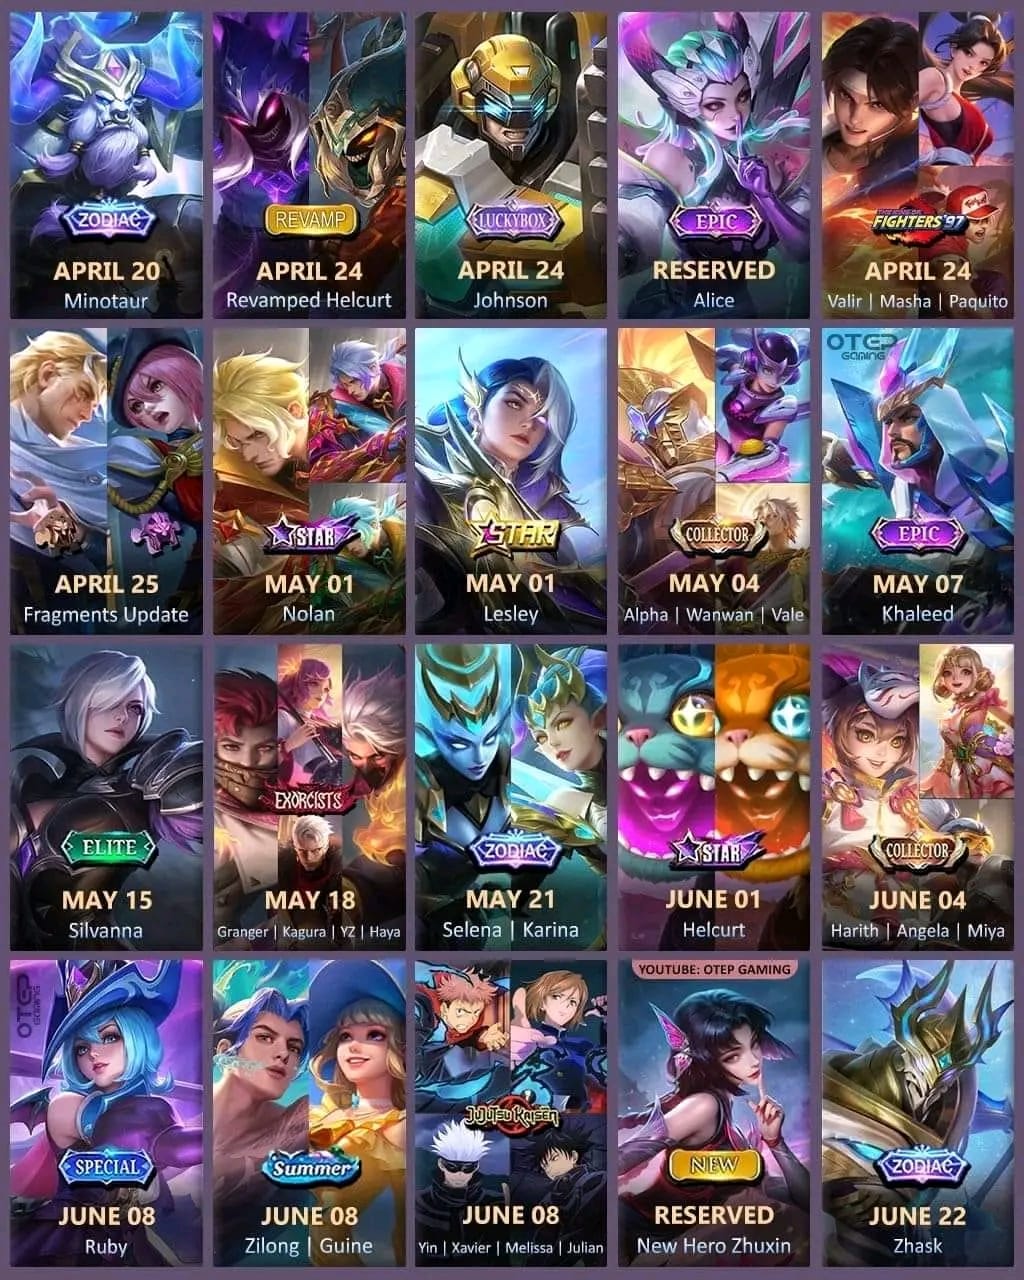 ZODIAC
APRIL 20
Minotaur
REVAMP
APRIL 24
Revamped Helcurt
LUCKYBOX
APRIL 24
Johnson
EPIC
RESERVED
Alice
THE KING OF
FIGHTERS'97
APRIL 24
Valir | Masha | Paquito
APRIL 25
Fragments Update
STAR
MAY 01
Nolan
STAR
MAY 01
Lesley
COLLECTOR
MAY 04
Alpha | Wanwan | Vale
OTEP
GAMING
EPIC
MAY 07
Khaleed
ELITE
MAY 15
Silvanna
EXORCISTS
MAY 18
Granger | Kagura | YZ | Haya
ZODIAC
MAY 21
Selena | Karina
STAR
JUNE 01
Helcurt
COLLECTOR
JUNE 04
Harith | Angela | Miya
OTEP
GAMING
SPECIAL
JUNE 08
Ruby
Summer
JUNE 08
Zilong | Guine
JUJUTSU KAISEN
JUNE 08
Yin | Xavier | Melissa | Julian
YOUTUBE: OTEP GAMING
NEW
RESERVED
New Hero Zhuxin
ZODIAC
JUNE 22
Zhask